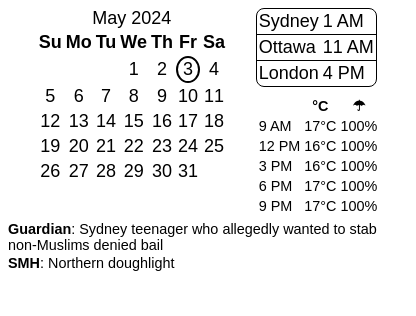 May 2024
Su Mo Tu We Th Fr Sa
1 2 3 4
5 6 7 8 9 10 11
12 13 14 15 16 17 18
19 20 21 22 23 24 25
26 27 28 29 30 31
Sydney 1 AM
Ottawa 11 AM
London 4 PM
°C ☂
9 AM 17°C 100%
12 PM 16°C 100%
3 PM 16°C 100%
6 PM 17°C 100%
9 PM 17°C 100%
Guardian: Sydney teenager who allegedly wanted to stab
non-Muslims denied bail
SMH: Northern doughlight